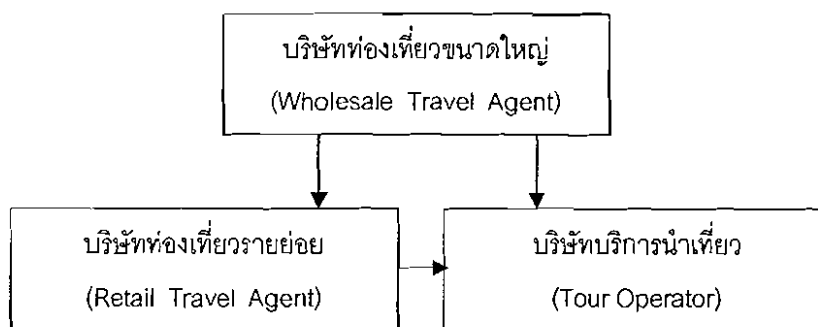 บริษัทท่องเที่ยวขนาดใหญ่
(Wholesale Travel Agent)
บริษัทท่องเที่ยวรายย่อย
(Retail Travel Agent)
บริษัทบริการนำเที่ยว
(Tour Operator)